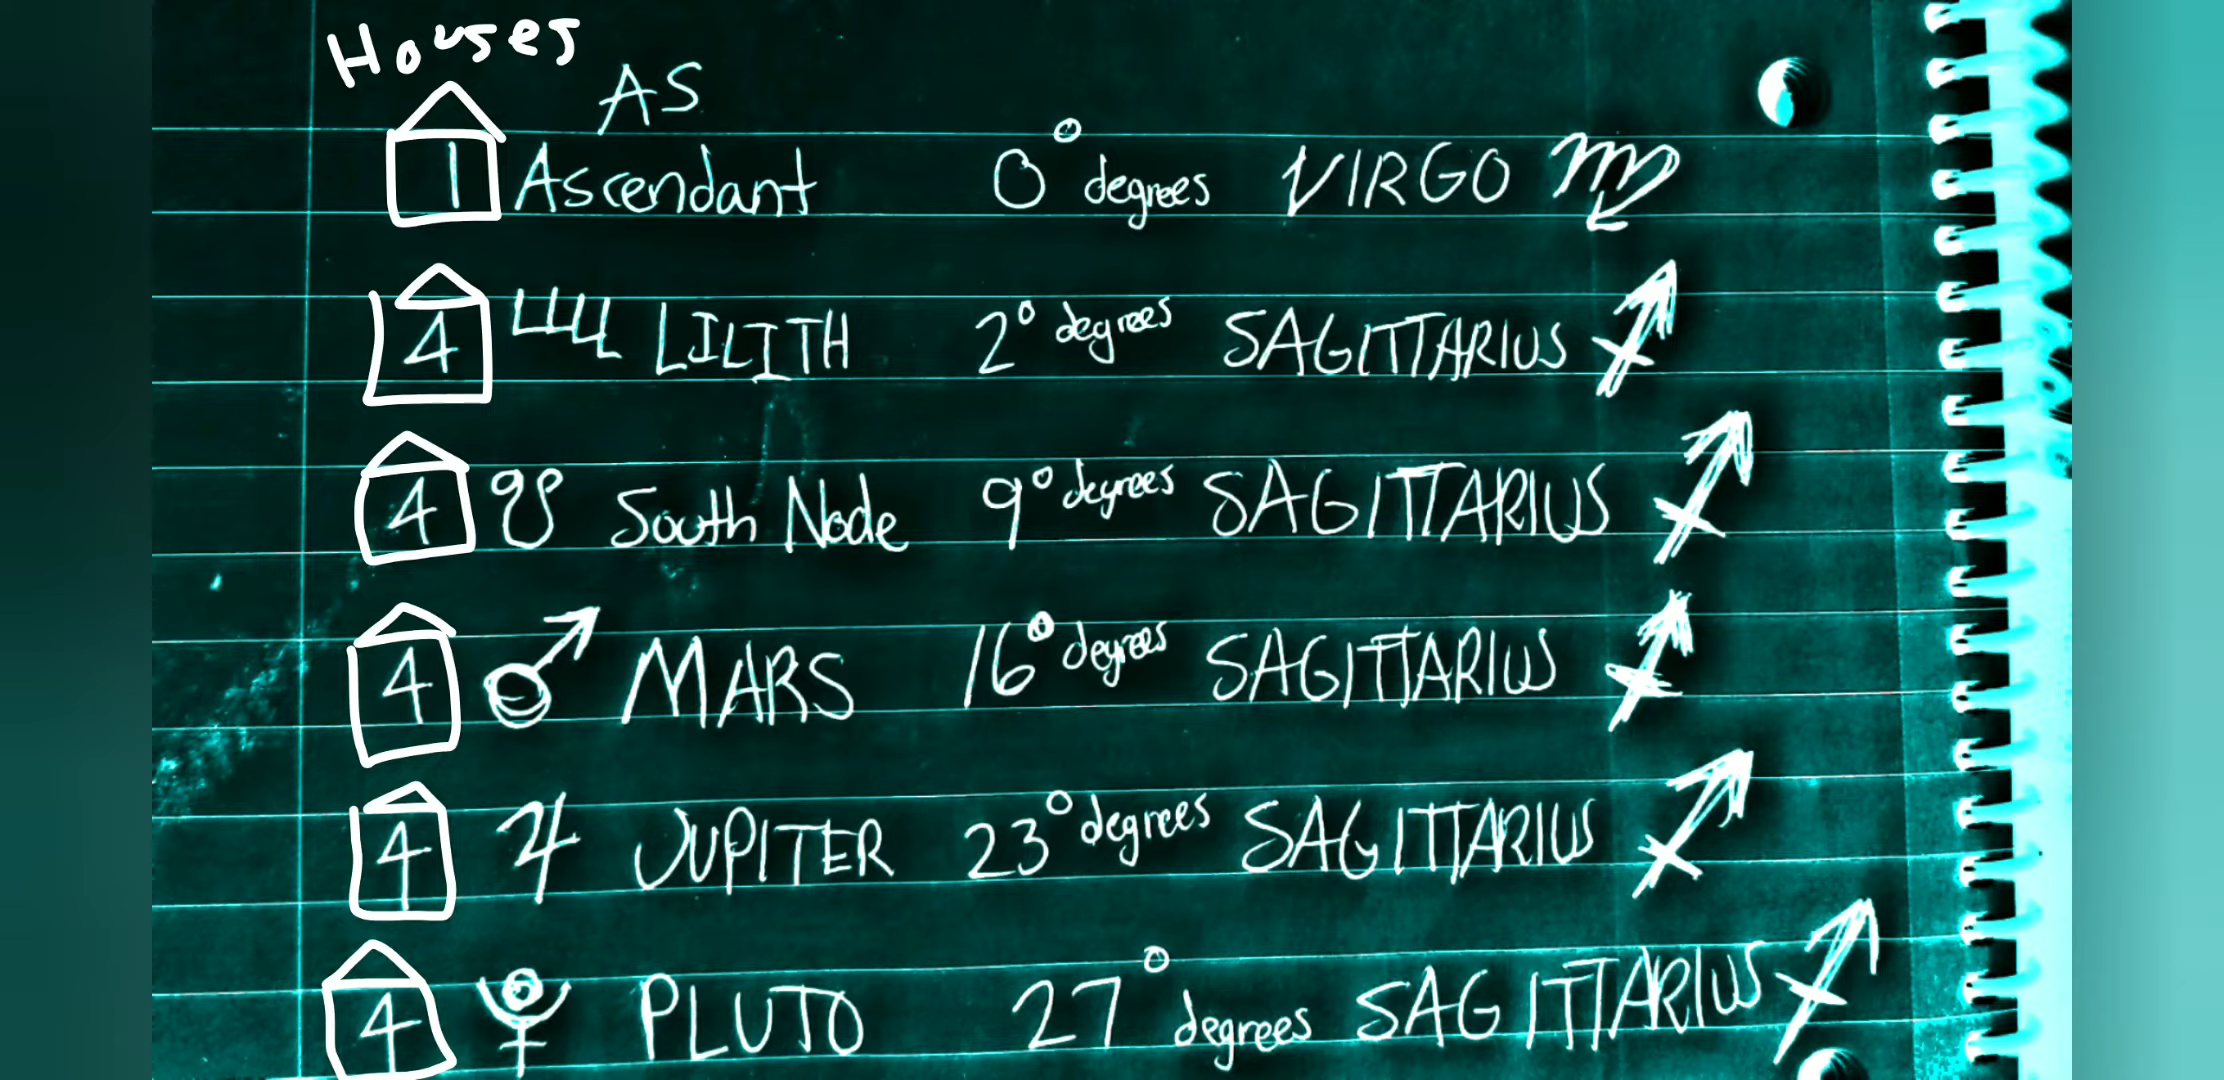 Houses
AS
1 Ascendant 0° degrees VIRGO ♍
4 LILITH 2° degrees SAGITTARIUS ♐
4 ☋ South Node 9° degrees SAGITTARIUS ♐
4 ♂ MARS 16° degrees SAGITTARIUS ♐
4 ♃ JUPITER 23° degrees SAGITTARIUS ♐
4 ♇ PLUTO 27° degrees SAGITTARIUS ♐